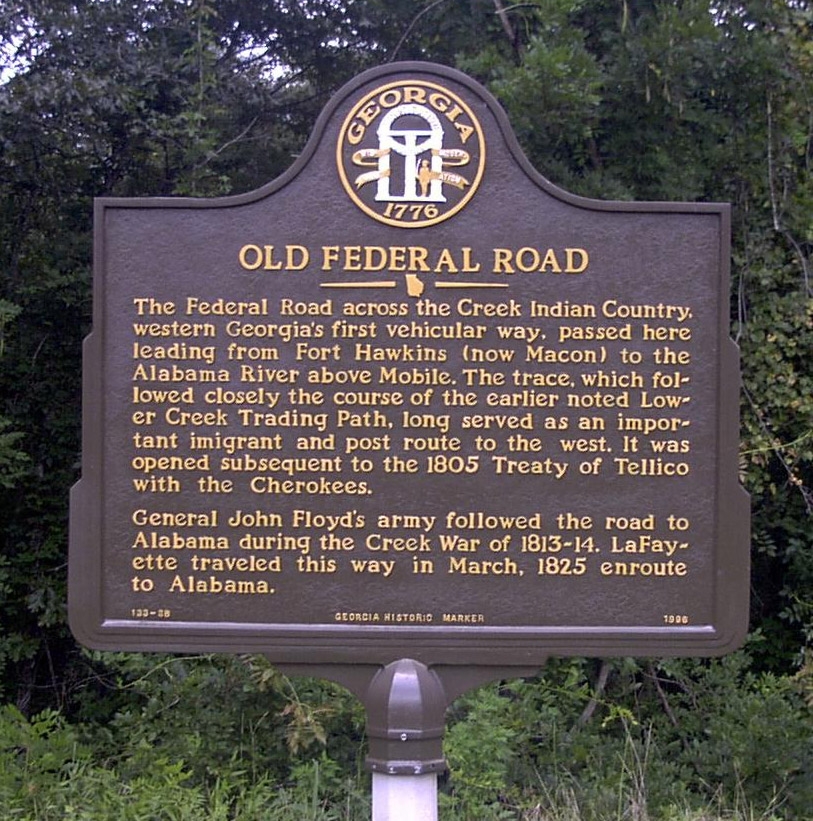 GEORGIA
1776
OLD FEDERAL ROAD
The Federal Road across the Creek Indian Country,
western Georgia's first vehicular way, passed here
leading from Fort Hawkins (now Macon) to the
Alabama River above Mobile. The trace, which fol-
lowed closely the course of the earlier noted Low-
er Creek Trading Path, long served as an impor-
tant imigrant and post route to the west. It was
opened subsequent to the 1805 Treaty of Tellico
with the Cherokees.
General John Floyd's army followed the road to
Alabama during the Creek War of 1813-14. LaFay-
ette traveled this way in March, 1825 enroute
to Alabama.
GEORGIA HISTORIC MARKER